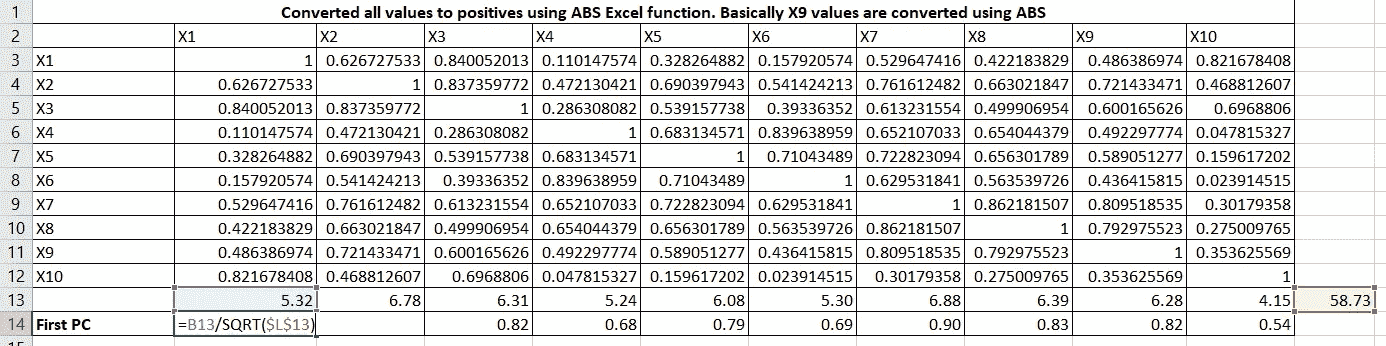 1 Converted all values to positives using ABS Excel function. Basically X9 values are converted using ABS
2 X1 X2 X3 X4 X5 X6 X7 X8 X9 X10
3 X1 1 0.626727533 0.840052013 0.110147574 0.328264882 0.157920574 0.529647416 0.422183829 0.486386974 0.821678408
4 X2 0.626727533 1 0.837359772 0.472130421 0.690397943 0.541424213 0.761612482 0.663021847 0.721433471 0.468812607
5 X3 0.840052013 0.837359772 1 0.286308082 0.539157738 0.39336352 0.613231554 0.499906954 0.600165626 0.6968806
6 X4 0.110147574 0.472130421 0.286308082 1 0.683134571 0.839638959 0.652107033 0.654044379 0.492297774 0.047815327
7 X5 0.328264882 0.690397943 0.539157738 0.683134571 1 0.71043489 0.722823094 0.656301789 0.589051277 0.159617202
8 X6 0.157920574 0.541424213 0.39336352 0.839638959 0.71043489 1 0.629531841 0.563539726 0.436415815 0.023914515
9 X7 0.529647416 0.761612482 0.613231554 0.652107033 0.722823094 0.629531841 1 0.862181507 0.809518535 0.30179358
10 X8 0.422183829 0.663021847 0.499906954 0.654044379 0.656301789 0.563539726 0.862181507 1 0.792975523 0.275009765
11 X9 0.486386974 0.721433471 0.600165626 0.492297774 0.589051277 0.436415815 0.809518535 0.792975523 1 0.353625569
12 X10 0.821678408 0.468812607 0.6968806 0.047815327 0.159617202 0.023914515 0.30179358 0.275009765 0.353625569 1
13 5.32 6.78 6.31 5.24 6.08 5.30 6.88 6.39 6.28 4.15 58.73
14 First PC =B13/SQRT($L$13) 0.82 0.68 0.79 0.69 0.90 0.83 0.82 0.54